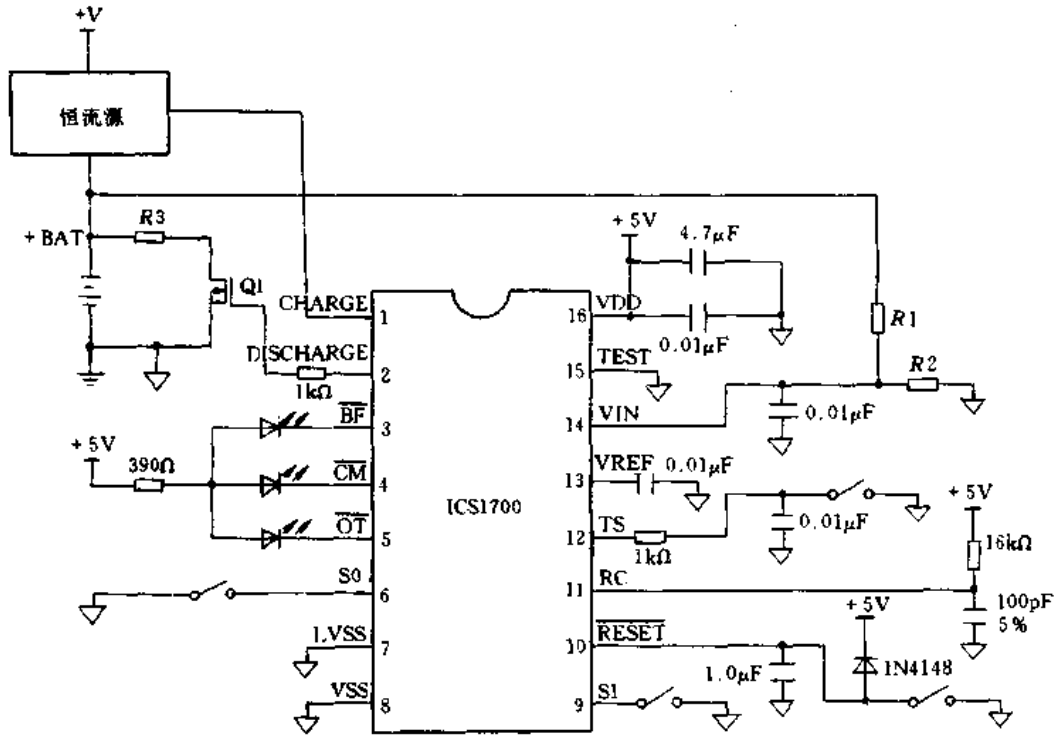 +V
恒流源
R3
+BAT
Q1
CHARGE
1
DISCHARGE
2
1kΩ
BF
3
+5V
390Ω
CM
4
OT
5
S0
6
LVSS
7
VSS
8
ICS1700
+5V
4.7μF
VDD
16
0.01μF
TEST
15
R1
R2
VIN
14
0.01μF
VREF
13
0.01μF
TS
12
1kΩ
0.01μF
+5V
16kΩ
RC
11
100pF
5%
RESET
10
1.0μF
+5V
1N4148
S1
9